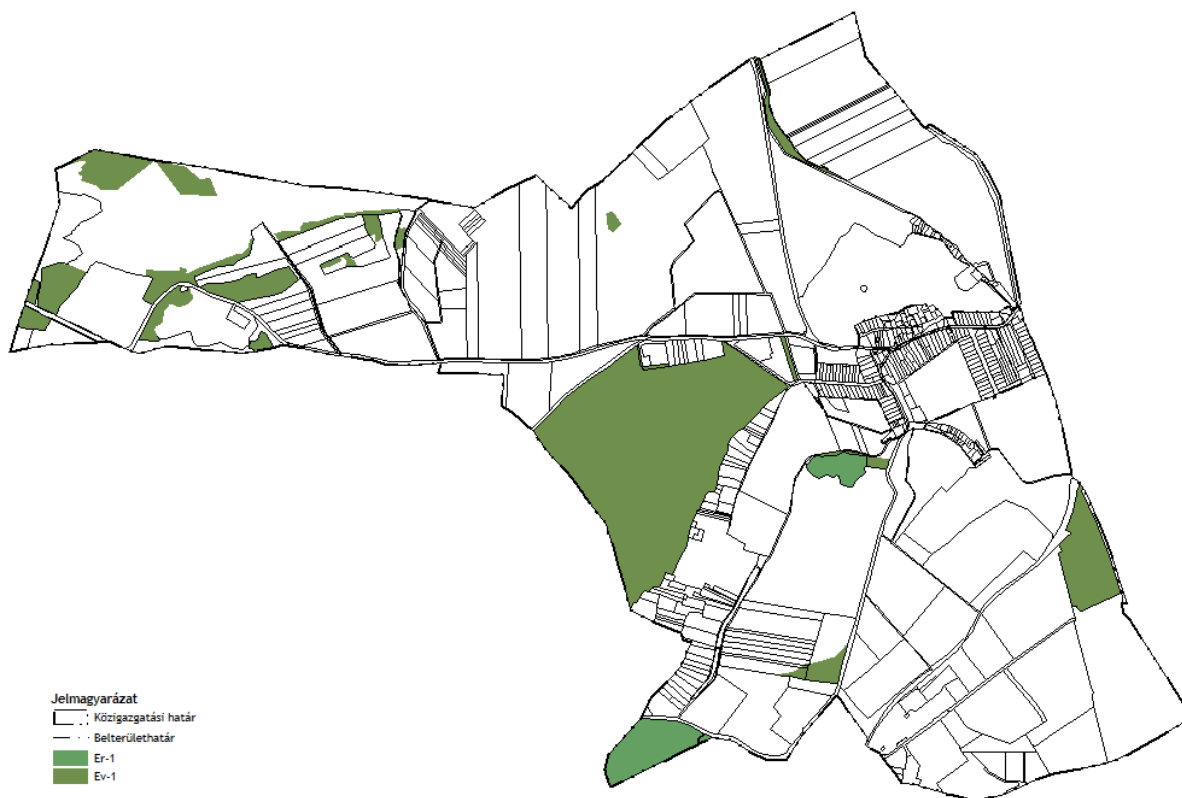 Jelmagyarázat
Közigazgatási határ
Belterülethatár
Er-1
Ev-1